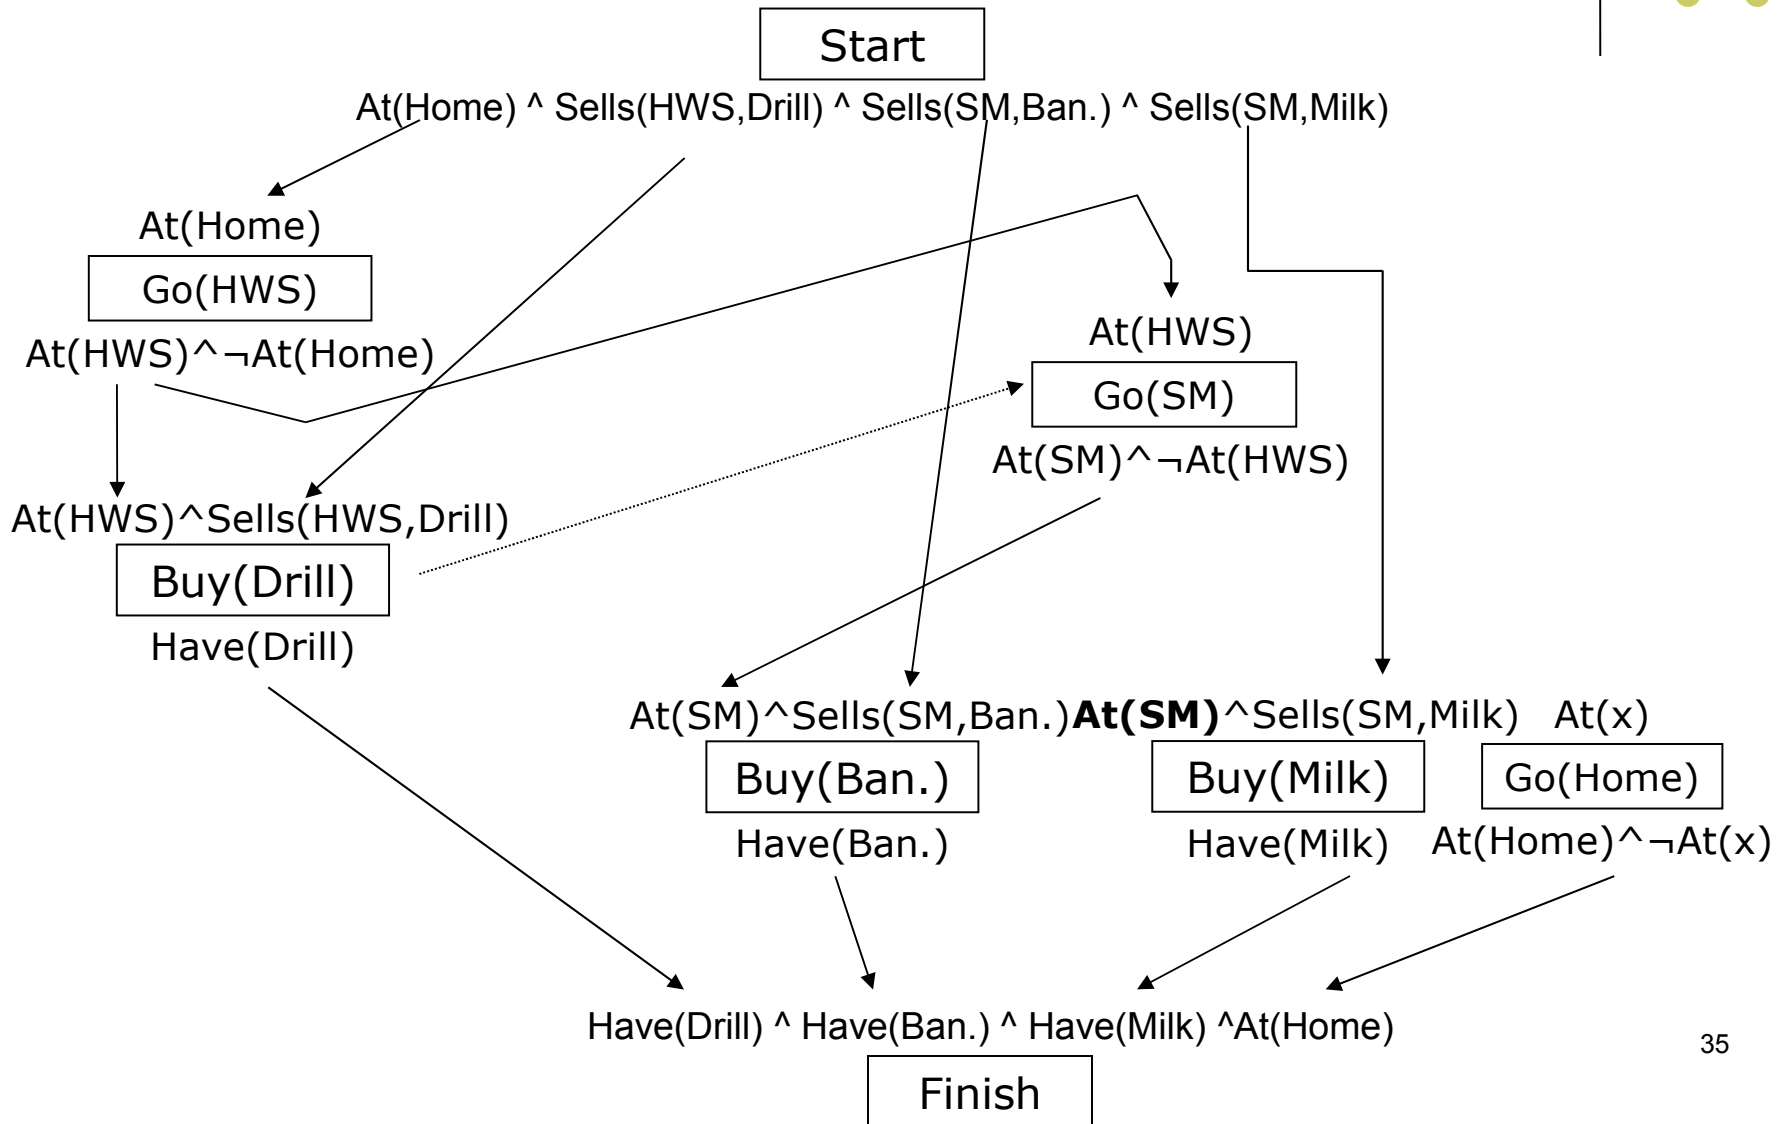 Start
At(Home) ^ Sells(HWS,Drill) ^ Sells(SM,Ban.) ^ Sells(SM,Milk)
At(Home)
Go(HWS)
At(HWS)^¬At(Home)
At(HWS)
Go(SM)
At(SM)^¬At(HWS)
At(HWS)^Sells(HWS,Drill)
Buy(Drill)
Have(Drill)
At(SM)^Sells(SM,Ban.)
Buy(Ban.)
Have(Ban.)
At(SM)^Sells(SM,Milk)
Buy(Milk)
Have(Milk)
At(x)
Go(Home)
At(Home)^¬At(x)
Have(Drill) ^ Have(Ban.) ^ Have(Milk) ^At(Home)
Finish
35